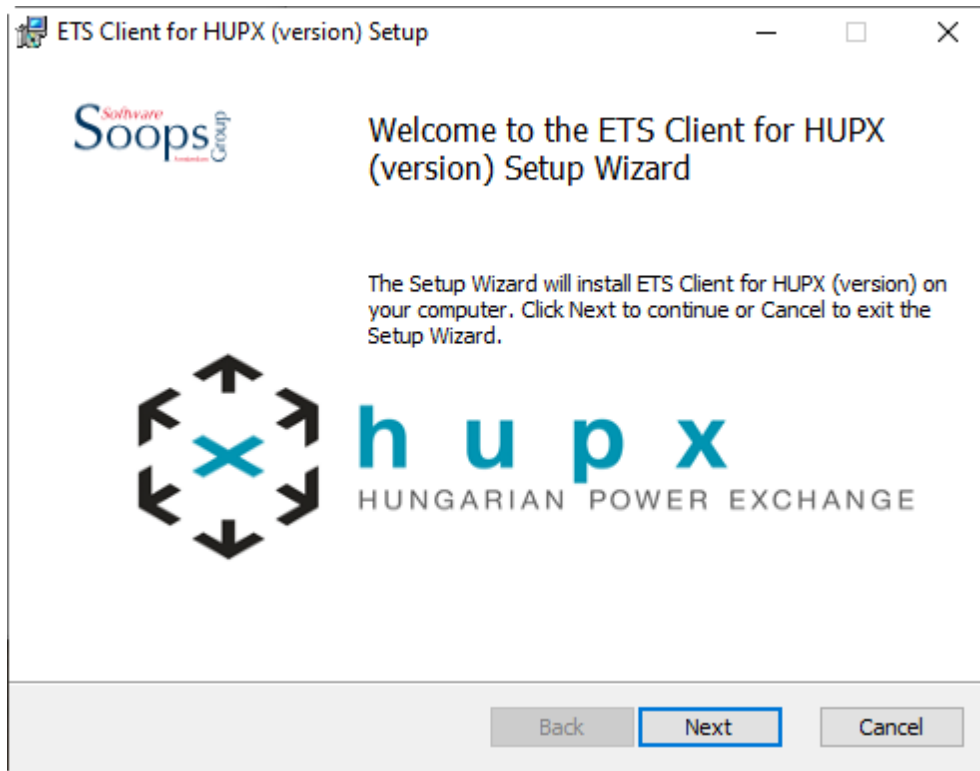 ETS Client for HUPX (version) Setup
Software
Soops
Group
Amsterdam
Welcome to the ETS Client for HUPX
(version) Setup Wizard
The Setup Wizard will install ETS Client for HUPX (version) on
your computer. Click Next to continue or Cancel to exit the
Setup Wizard.
hupx
HUNGARIAN POWER EXCHANGE
Back
Next
Cancel